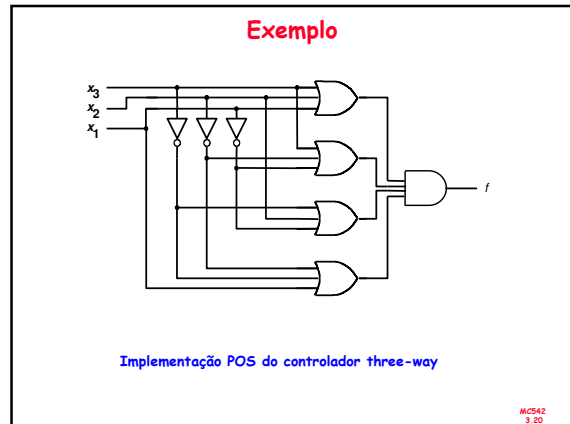 Exemplo
x3
x2
x1
f
Implementação POS do controlador three-way
MC542
3.20